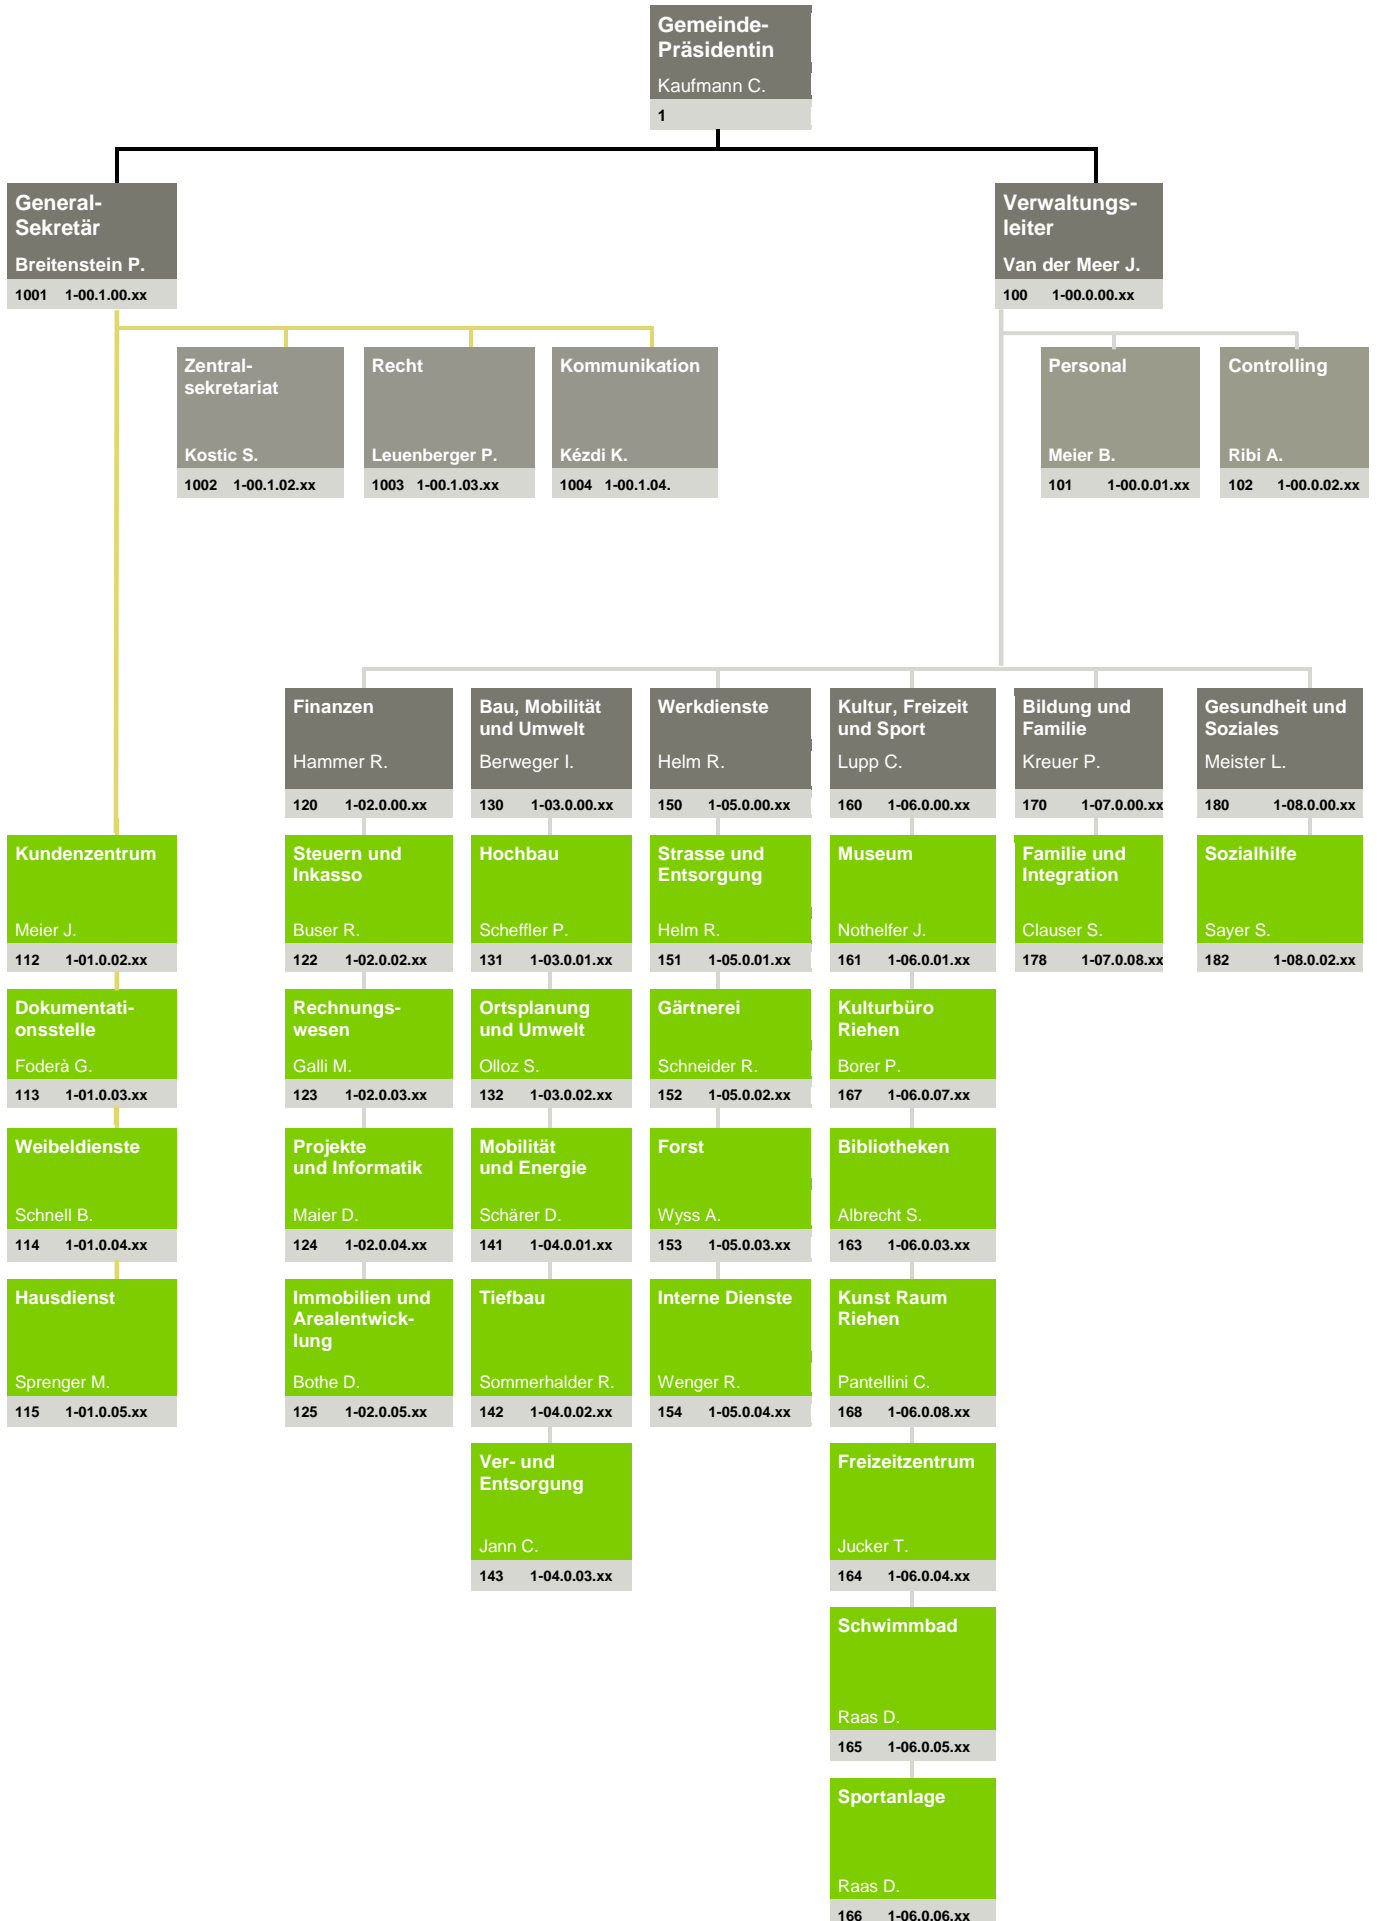 Gemeinde-
Präsidentin
Kaufmann C.
1
General-
Sekretär
Breitenstein P.
1001 1-00.1.00.xx
Verwaltungs-
leiter
Van der Meer J.
100 1-00.0.00.xx
Zentral-
sekretariat
Kostic S.
1002 1-00.1.02.xx
Recht
Leuenberger P.
1003 1-00.1.03.xx
Kommunikation
Kézdi K.
1004 1-00.1.04.
Personal
Meier B.
101 1-00.0.01.xx
Controlling
Ribi A.
102 1-00.0.02.xx
Finanzen
Hammer R.
120 1-02.0.00.xx
Bau, Mobilität
und Umwelt
Berweger I.
130 1-03.0.00.xx
Werkdienste
Helm R.
150 1-05.0.00.xx
Kultur, Freizeit
und Sport
Lupp C.
160 1-06.0.00.xx
Bildung und
Familie
Kreuer P.
170 1-07.0.00.xx
Gesundheit und
Soziales
Meister L.
180 1-08.0.00.xx
Kundenzentrum
Meier J.
112 1-01.0.02.xx
Steuern und
Inkasso
Buser R.
122 1-02.0.02.xx
Hochbau
Scheffler P.
131 1-03.0.01.xx
Strasse und
Entsorgung
Helm R.
151 1-05.0.01.xx
Museum
Nothelfer J.
161 1-06.0.01.xx
Familie und
Integration
Clauser S.
178 1-07.0.08.xx
Sozialhilfe
Sayer S.
182 1-08.0.02.xx
Dokumentati-
onsstelle
Foderà G.
113 1-01.0.03.xx
Rechnungs-
wesen
Galli M.
123 1-02.0.03.xx
Ortsplanung
und Umwelt
Olloz S.
132 1-03.0.02.xx
Gärtnerei
Schneider R.
152 1-05.0.02.xx
Kulturbüro
Riehen
Borer P.
167 1-06.0.07.xx
Weibeldienste
Schnell B.
114 1-01.0.04.xx
Projekte
und Informatik
Maier D.
124 1-02.0.04.xx
Mobilität
und Energie
Schärer D.
141 1-04.0.01.xx
Forst
Wyss A.
153 1-05.0.03.xx
Bibliotheken
Albrecht S.
163 1-06.0.03.xx
Hausdienst
Sprenger M.
115 1-01.0.05.xx
Immobilien und
Arealentwick-
lung
Bothe D.
125 1-02.0.05.xx
Tiefbau
Sommerhalder R.
142 1-04.0.02.xx
Interne Dienste
Wenger R.
154 1-05.0.04.xx
Kunst Raum
Riehen
Pantellini C.
168 1-06.0.08.xx
Ver- und
Entsorgung
Jann C.
143 1-04.0.03.xx
Freizeitzentrum
Jucker T.
164 1-06.0.04.xx
Schwimmbad
Raas D.
165 1-06.0.05.xx
Sportanlage
Raas D.
166 1-06.0.06.xx